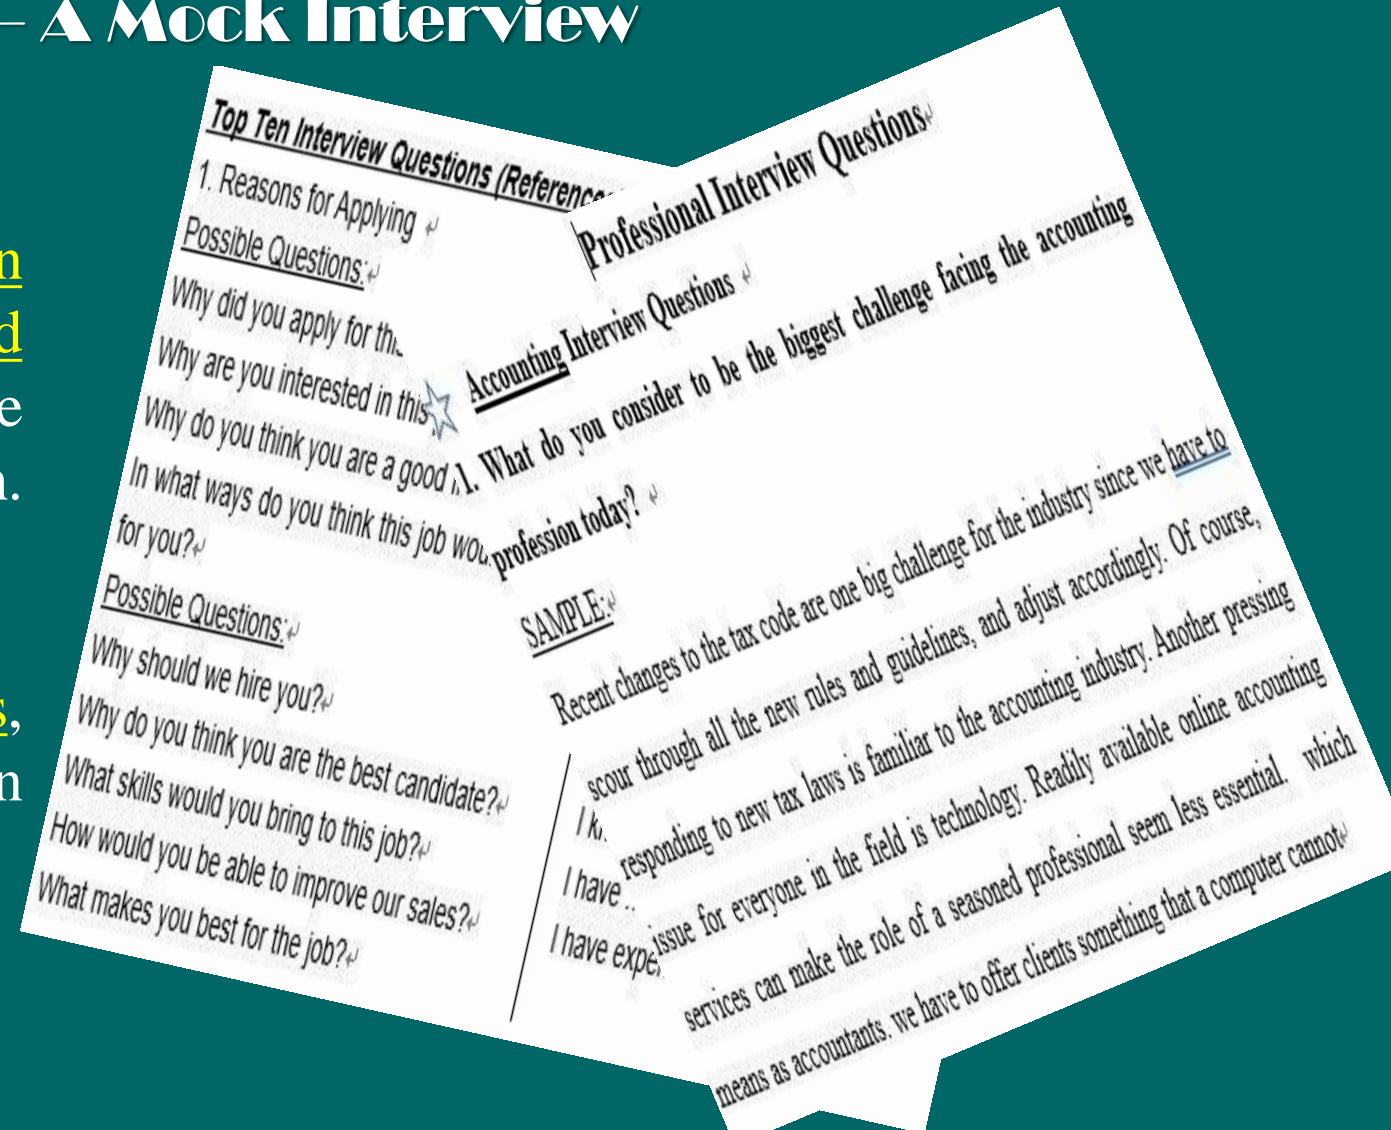 – A Mock Interview
n
d
e
n.
s,
n
Top Ten Interview Questions (Reference
1. Reasons for Applying
Possible Questions:
Why did you apply for this
Why are you interested in this
Why do you think you are a good
In what ways do you think this job wou
for you?
Possible Questions:
Why should we hire you?
Why do you think you are the best candidate?
What skills would you bring to this job?
How would you be able to improve our sales?
What makes you best for the job?
I k
I have ..
I have expe
Professional Interview Questions
Accounting Interview Questions
1. What do you consider to be the biggest challenge facing the accounting
profession today?
SAMPLE:
Recent changes to the tax code are one big challenge for the industry since we have to
scour through all the new rules and guidelines, and adjust accordingly. Of course,
responding to new tax laws is familiar to the accounting industry. Another pressing
issue for everyone in the field is technology. Readily available online accounting
services can make the role of a seasoned professional seem less essential. which
means as accountants. we have to offer clients something that a computer cannot